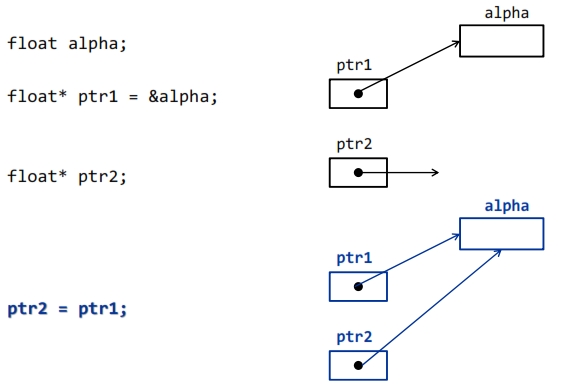 alpha
float alpha;
ptr1
float* ptr1 = &alpha;
ptr2
float* ptr2;
alpha
ptr1
ptr2 = ptr1;
ptr2